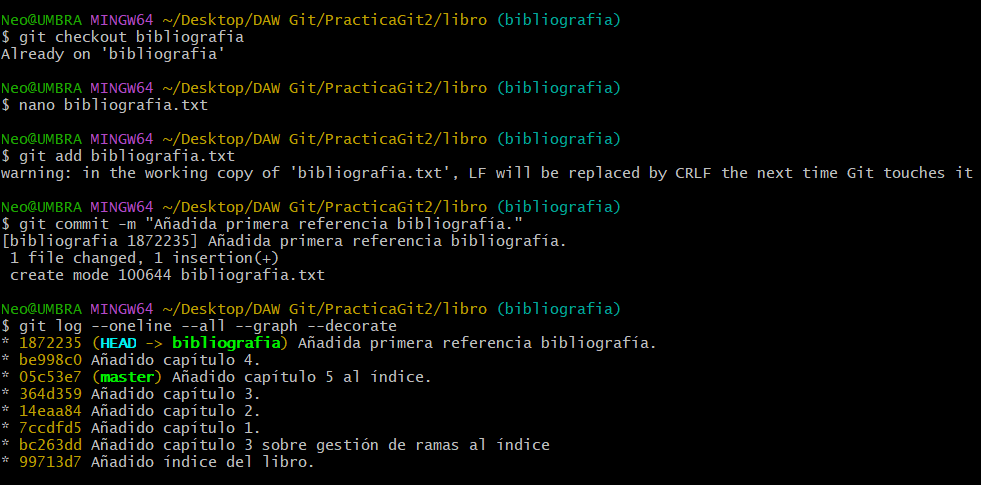 Neo@UMBRA MINGW64 ~/Desktop/DAW Git/PracticaGit2/libro (bibliografia)
$ git checkout bibliografia
Already on 'bibliografia'
Neo@UMBRA MINGW64 ~/Desktop/DAW Git/PracticaGit2/libro (bibliografia)
$ nano bibliografia.txt
Neo@UMBRA MINGW64 ~/Desktop/DAW Git/PracticaGit2/libro (bibliografia)
$ git add bibliografia.txt
warning: in the working copy of 'bibliografia.txt', LF will be replaced by CRLF the next time Git touches it
Neo@UMBRA MINGW64 ~/Desktop/DAW Git/PracticaGit2/libro (bibliografia)
$ git commit -m "Añadida primera referencia bibliografía."
[bibliografia 1872235] Añadida primera referencia bibliografía.
 1 file changed, 1 insertion(+)
 create mode 100644 bibliografia.txt
Neo@UMBRA MINGW64 ~/Desktop/DAW Git/PracticaGit2/libro (bibliografia)
$ git log --oneline --all --graph --decorate
* 1872235 (HEAD -> bibliografia) Añadida primera referencia bibliografía.
* be998c0 Añadido capítulo 4.
* 05c53e7 (master) Añadido capítulo 5 al índice.
* 364d359 Añadido capítulo 3.
* 14eaa84 Añadido capítulo 2.
* 7ccdfd5 Añadido capítulo 1.
* bc263dd Añadido capítulo 3 sobre gestión de ramas al índice
* 99713d7 Añadido índice del libro.